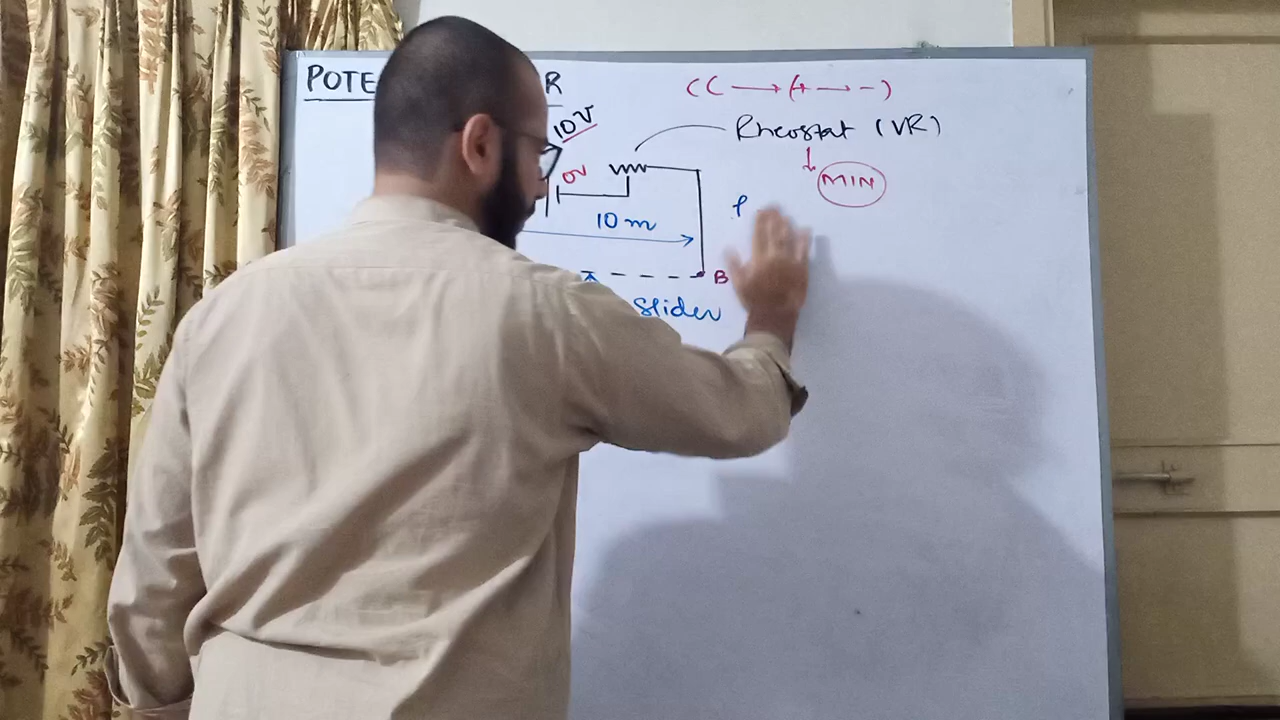 POTE R
CC → (+ → -)
10V
Rheostat (VR)
0V
MIN
10 m
ρ
B
slider